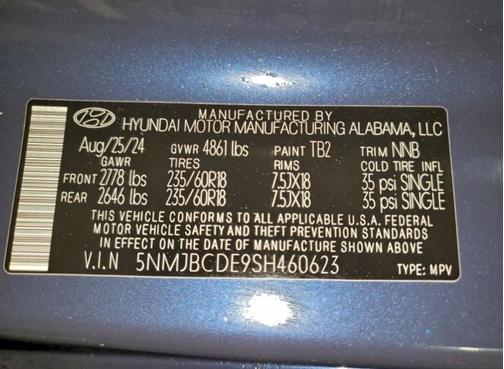 MANUFACTURED BY
HYUNDAI MOTOR MANUFACTURING ALABAMA, LLC
Aug/25/24 GVWR 4861 lbs PAINT TB2 TRIM NNB
GAWR TIRES RIMS COLD TIRE INFL
FRONT 2778 lbs 235/60R18 7.5JX18 35 psi SINGLE
REAR 2646 lbs 235/60R18 7.5JX18 35 psi SINGLE
THIS VEHICLE CONFORMS TO ALL APPLICABLE U.S.A. FEDERAL
MOTOR VEHICLE SAFETY AND THEFT PREVENTION STANDARDS
IN EFFECT ON THE DATE OF MANUFACTURE SHOWN ABOVE.
V.I.N 5NMJBCDE9SH460623 TYPE: MPV